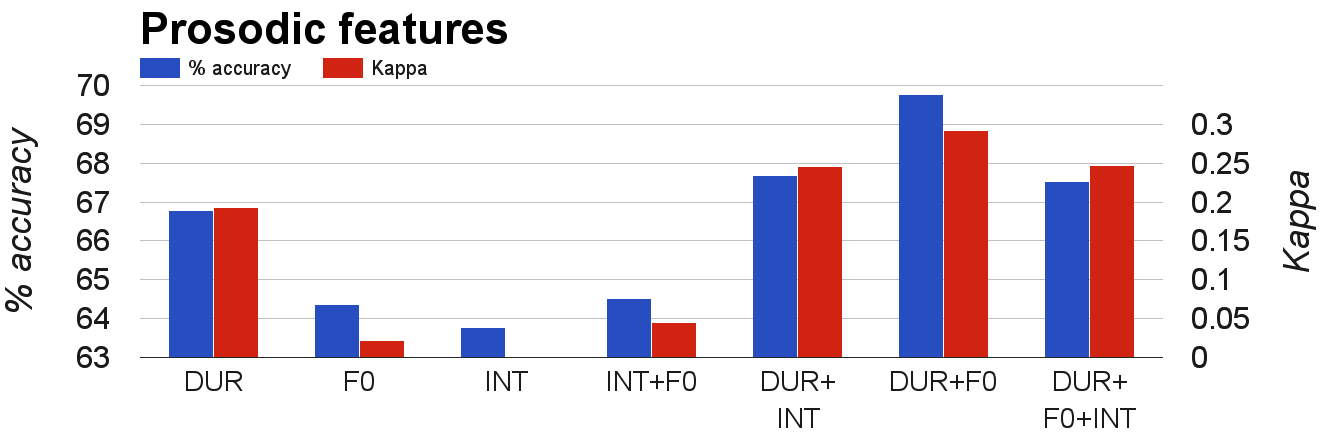 Prosodic features
% accuracy
Kappa
70
69
68
67
66
65
64
63
% accuracy
0.3
0.25
0.2
0.15
0.1
0.05
0
Kappa
DUR
F0
INT
INT+F0
DUR+
INT
DUR+F0
DUR+
F0+INT